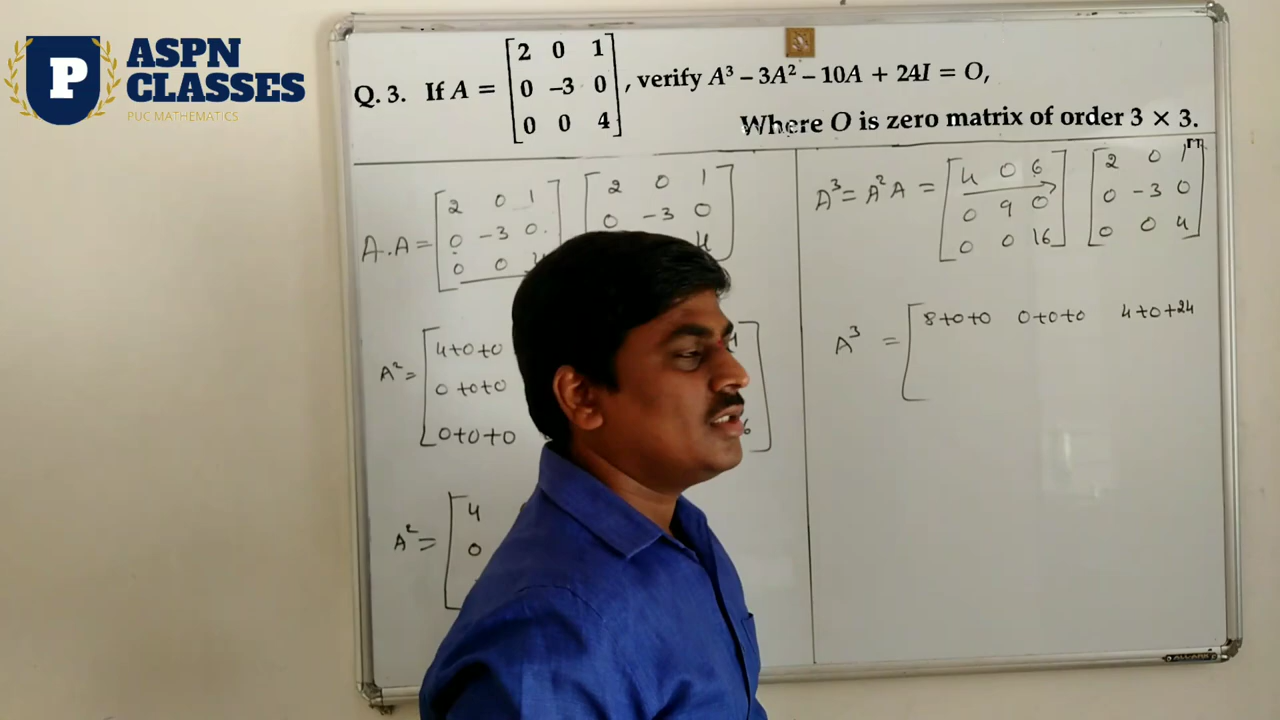 ASPN
CLASSES
P
PUC MATHEMATICS
Q. 3. If A = [2 0 1
0 –3 0
0 0 4], verify A³ – 3A² – 10A + 24I = O,
Where O is zero matrix of order 3 × 3.
A.A = [2 0 1
0 -3 0
0 0] [2 0 1
0 -3 0
4]
A² = [4+0+0
0+0+0
0+0+0 ]
A² = [4
0
A³ = A²A = [4 0 6
0 9 0
0 0 16] [2 0 1
0 -3 0
0 0 4]
A³ = [8+0+0 0+0+0 4+0+24